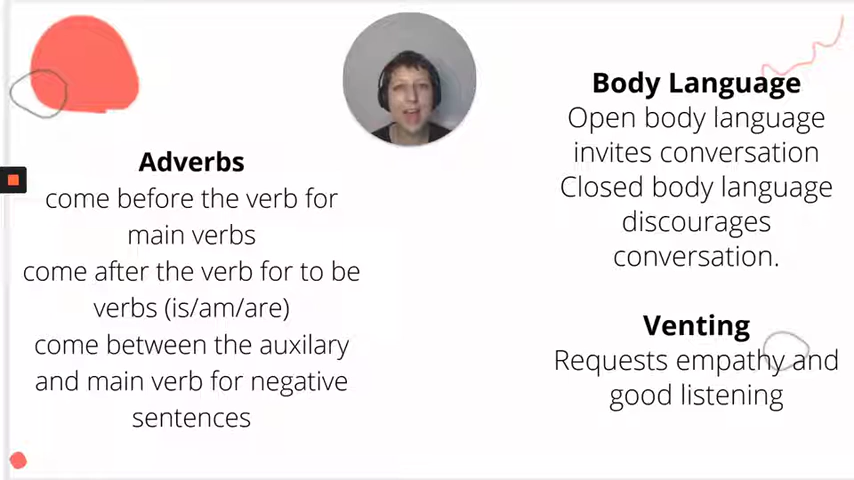 Adverbs
come before the verb for
main verbs
come after the verb for to be
verbs (is/am/are)
come between the auxilary
and main verb for negative
sentences
Body Language
Open body language
invites conversation
Closed body language
discourages
conversation.
Venting
Requests empathy and
good listening